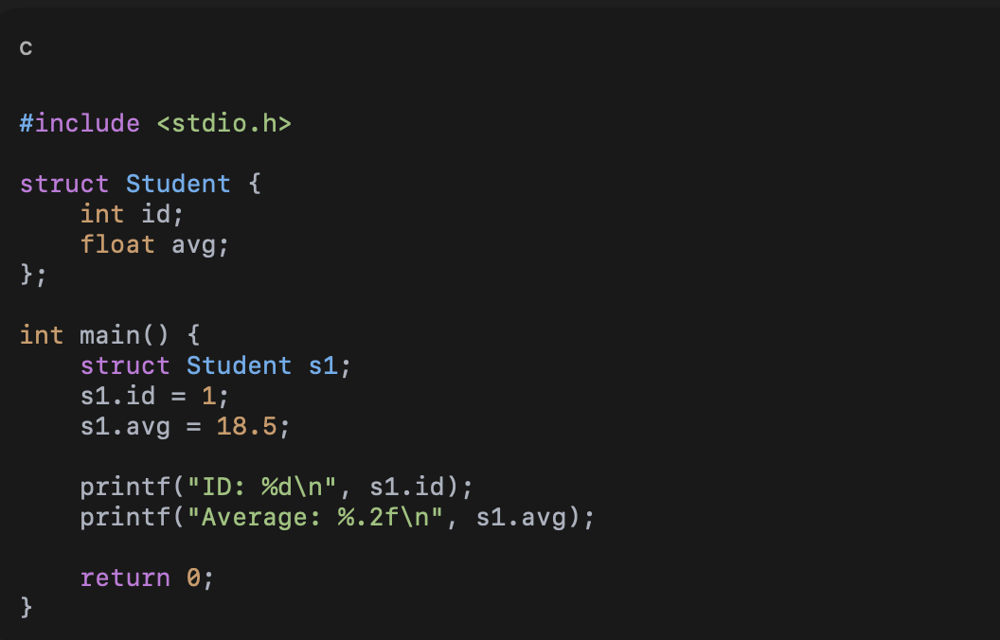 c
#include <stdio.h>
struct Student {
    int id;
    float avg;
};
int main() {
    struct Student s1;
    s1.id = 1;
    s1.avg = 18.5;
    printf("ID: %d\n", s1.id);
    printf("Average: %.2f\n", s1.avg);
    return 0;
}